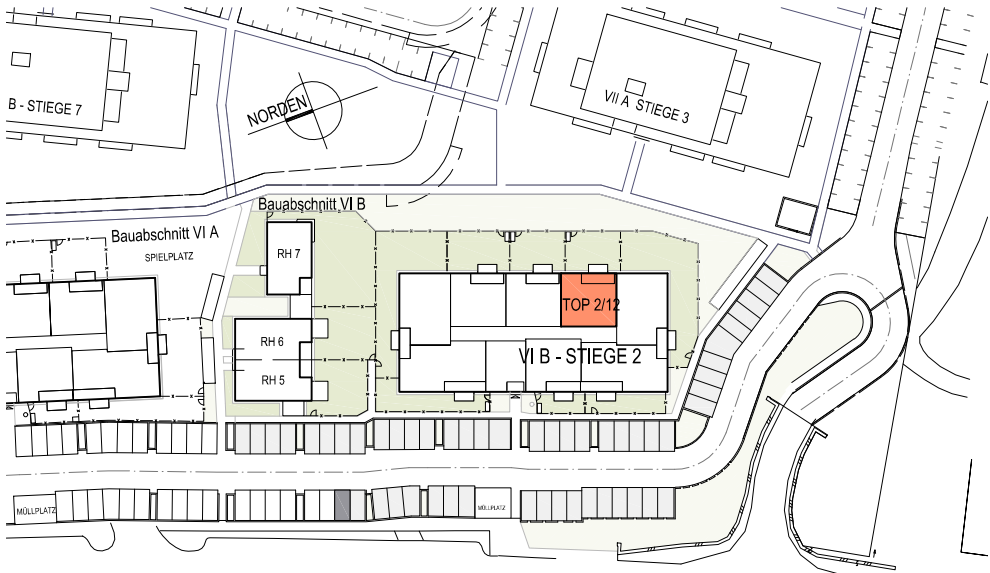 B - STIEGE 7
NORDEN
VII A STIEGE 3
Bauabschnitt VI B
Bauabschnitt VI A
SPIELPLATZ
RH 7
TOP 2/12
RH 6
VI B - STIEGE 2
RH 5
MÜLLPLATZ
MÜLLPLATZ